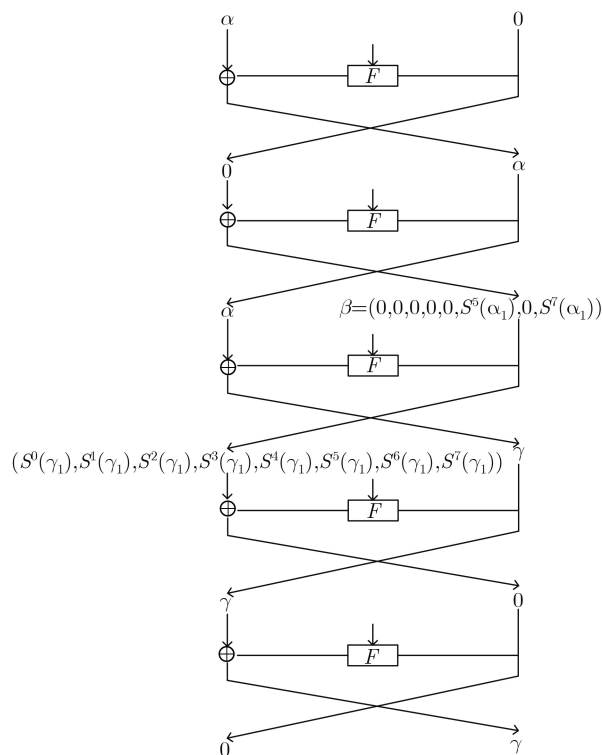 α 0
F
0 α
F
α β=(0,0,0,0,0,S⁵(α₁),0,S⁷(α₁))
F
(S⁰(γ₁),S¹(γ₁),S²(γ₁),S³(γ₁),S⁴(γ₁),S⁵(γ₁),S⁶(γ₁),S⁷(γ₁)) γ
F
γ 0
F
0 γ